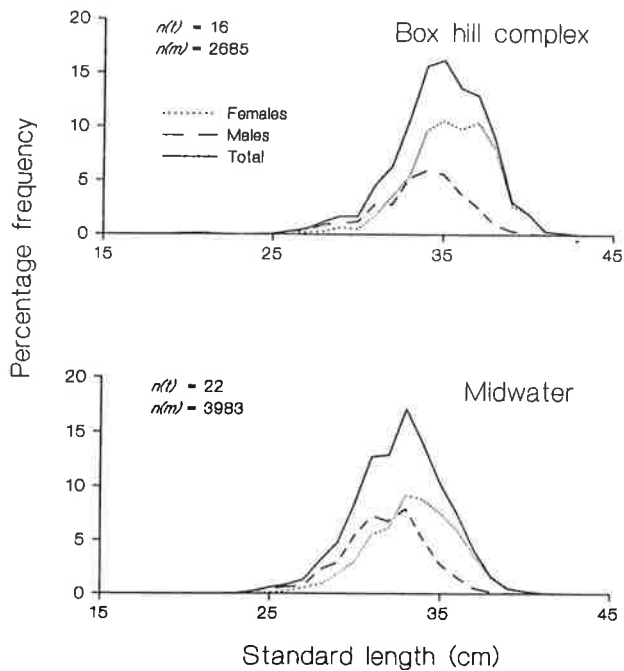 Percentage frequency
20
15
10
5
0
n(t) = 16
n(m) = 2685
Box hill complex
Females
Males
Total
15
25
35
45
20
15
10
5
0
n(t) = 22
n(m) = 3983
Midwater
15
25
35
45
Standard length (cm)